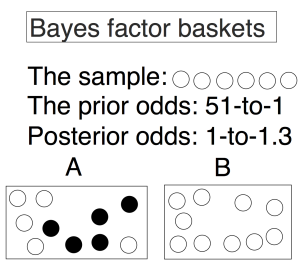 Bayes factor baskets
The sample:
The prior odds: 51-to-1
Posterior odds: 1-to-1.3
A B